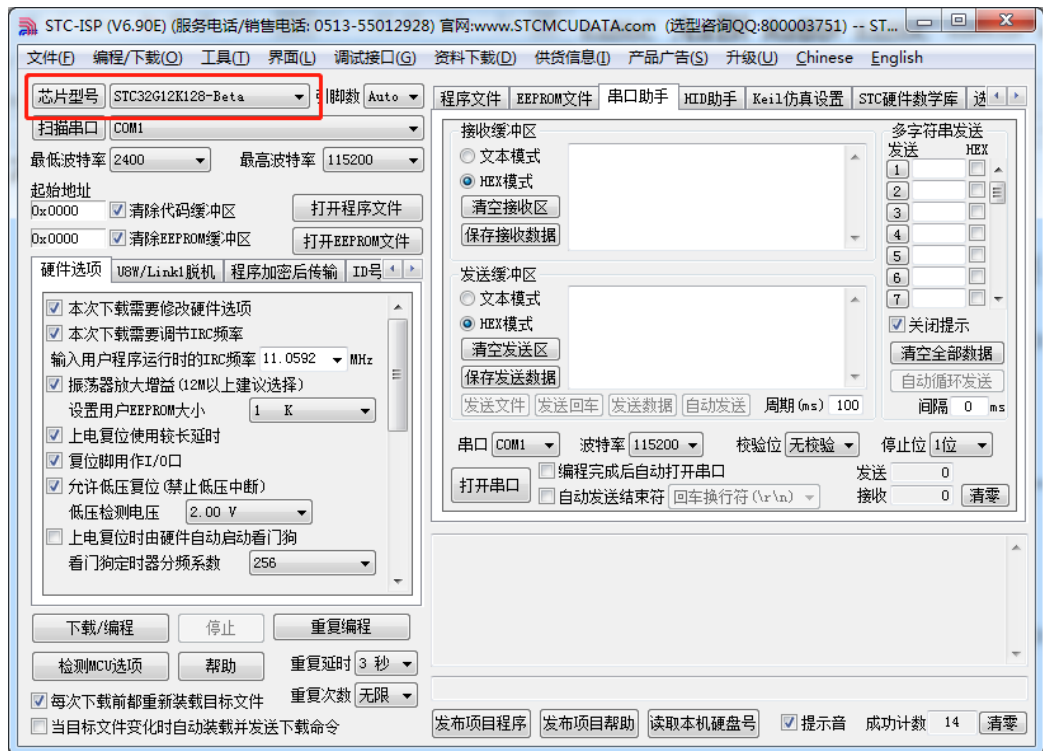 STC-ISP (V6.90E) (服务电话/销售电话: 0513-55012928) 官网:www.STCMCUDATA.com (选型咨询QQ:800003751) -- ST...
文件(F) 编程/下载(O) 工具(T) 界面(L) 调试接口(G) 资料下载(D) 供货信息(I) 产品广告(S) 升级(U) Chinese English
芯片型号 STC32G12K128-Beta 引脚数 Auto
扫描串口 COM1
最低波特率 2400 最高波特率 115200
起始地址
0x0000 清除代码缓冲区 打开程序文件
0x0000 清除EEPROM缓冲区 打开EEPROM文件
硬件选项 U8W/Link1脱机 程序加密后传输 ID号
本次下载需要修改硬件选项
本次下载需要调节IRC频率
输入用户程序运行时的IRC频率 11.0592 MHz
振荡器放大增益(12M以上建议选择)
设置用户EEPROM大小 1 K
上电复位使用较长延时
复位脚用作I/O口
允许低压复位(禁止低压中断)
低压检测电压 2.00 V
上电复位时由硬件自动启动看门狗
看门狗定时器分频系数 256
下载/编程 停止 重复编程
检测MCU选项 帮助 重复延时 3 秒
每次下载前都重新装载目标文件 重复次数 无限
当目标文件变化时自动装载并发送下载命令
程序文件 EEPROM文件 串口助手 HID助手 Keil仿真设置 STC硬件数学库 选
接收缓冲区
文本模式
HEX模式
清空接收区
保存接收数据
发送缓冲区
文本模式
HEX模式
清空发送区
保存发送数据
发送文件 发送回车 发送数据 自动发送 周期(ms) 100
多字符串发送
发送 HEX
1
2
3
4
5
6
7
关闭提示
清空全部数据
自动循环发送
间隔 0 ms
串口 COM1 波特率 115200 校验位 无校验 停止位 1位
打开串口 编程完成后自动打开串口 发送 0
自动发送结束符 回车换行符(\r\n) 接收 0 清零
发布项目程序 发布项目帮助 读取本机硬盘号 提示音 成功计数 14 清零